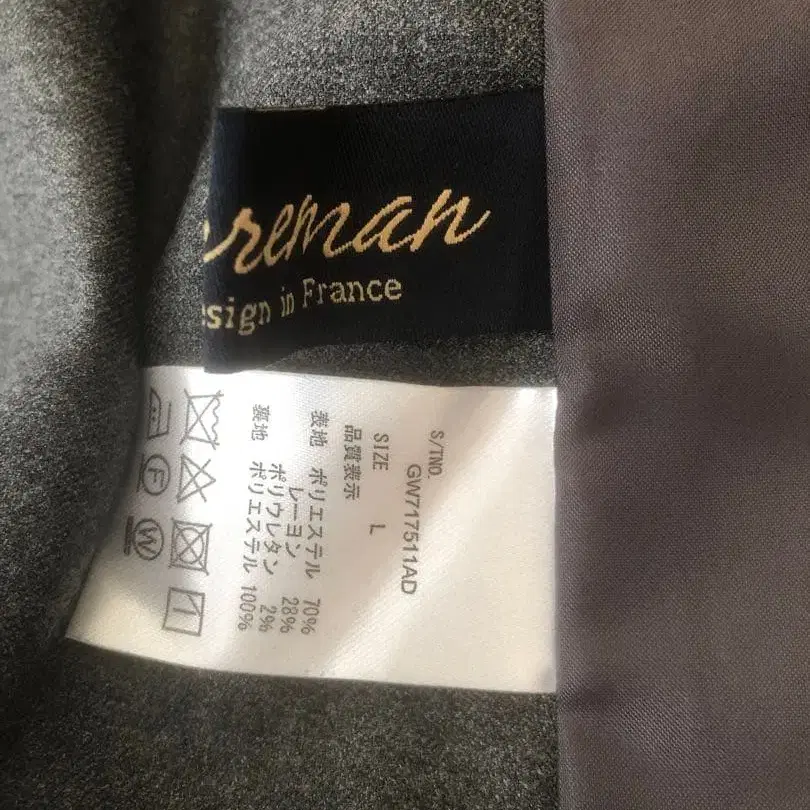 reman
esign in France
S/TNO.
GW717511AD
SIZE L
品質表示
表地 ポリエステル 70%
レーヨン 28%
ポリウレタン 2%
裏地 ポリエステル 100%
F
W